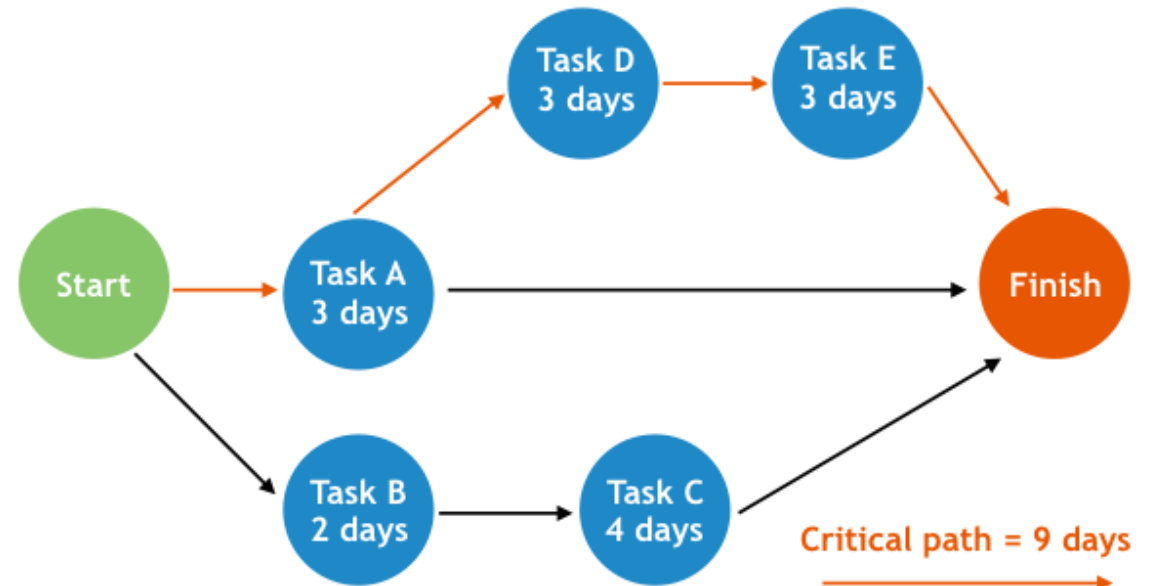 Task D
3 days
Task E
3 days
Start
Task A
3 days
Finish
Task B
2 days
Task C
4 days
Critical path = 9 days